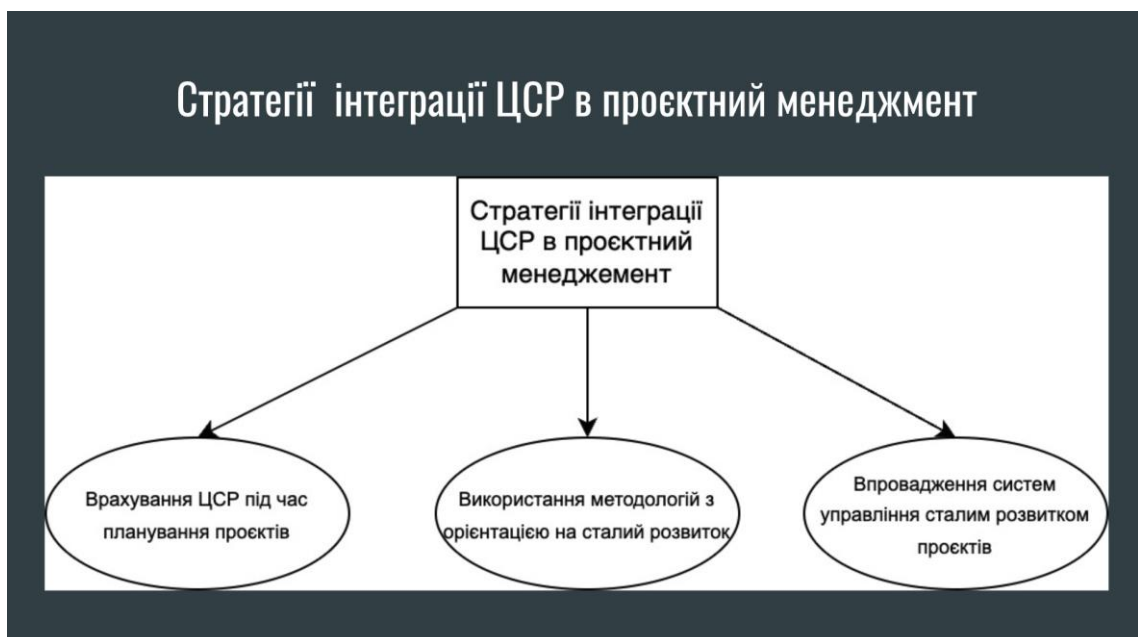 Стратегії  інтеграції ЦСР в проєктний менеджмент
Стратегії інтеграції
ЦСР в проєктний
менеджемент
Врахування ЦСР під час
планування проєктів
Використання методологій з
орієнтацією на сталий розвиток
Впровадження систем
управління сталим розвитком
проєктів